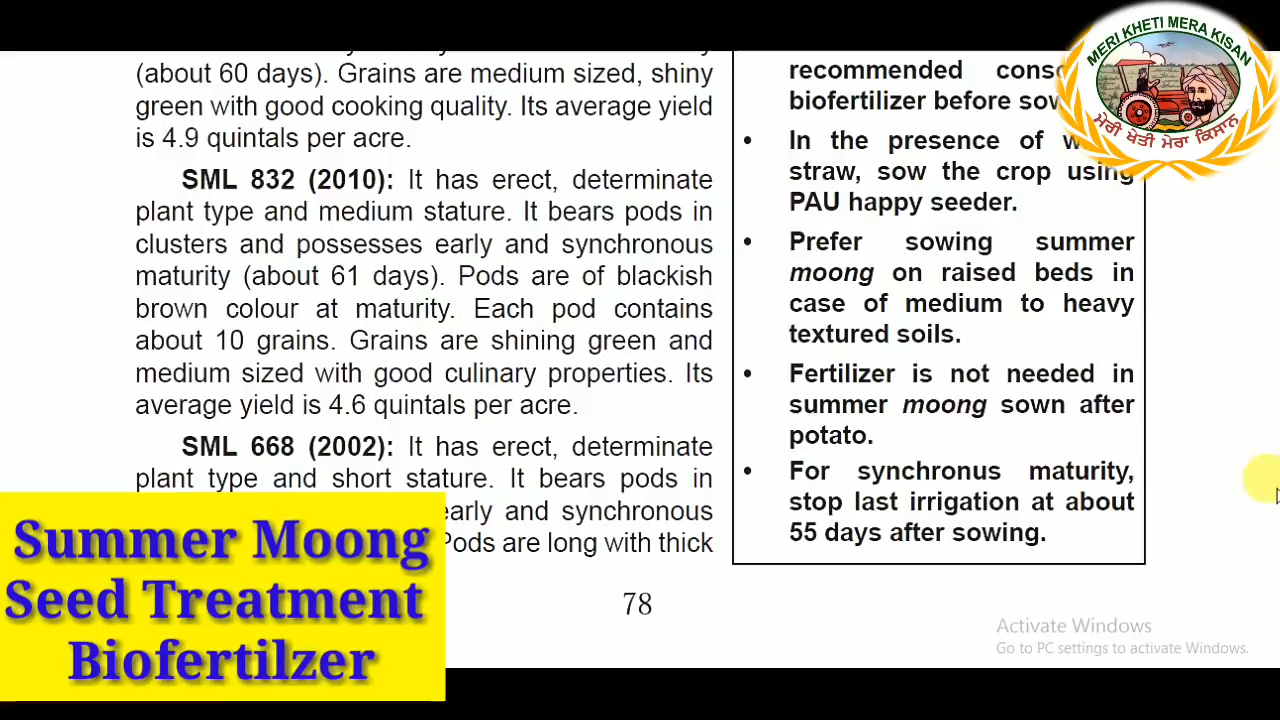 (about 60 days). Grains are medium sized, shiny
green with good cooking quality. Its average yield
is 4.9 quintals per acre.
SML 832 (2010): It has erect, determinate
plant type and medium stature. It bears pods in
clusters and possesses early and synchronous
maturity (about 61 days). Pods are of blackish
brown colour at maturity. Each pod contains
about 10 grains. Grains are shining green and
medium sized with good culinary properties. Its
average yield is 4.6 quintals per acre.
SML 668 (2002): It has erect, determinate
plant type and short stature. It bears pods in
early and synchronous
Pods are long with thick
recommended
biofertilizer before
• In the presence of
straw, sow the crop using
PAU happy seeder.
• Prefer sowing summer
moong on raised beds in
case of medium to heavy
textured soils.
• Fertilizer is not needed in
summer moong sown after
potato.
• For synchronus maturity,
stop last irrigation at about
55 days after sowing.
78
MERI KHETI MERA KISAN
ਮੇਰੀ ਖੇਤੀ ਮੇਰਾ ਕਿਸਾਨ
Summer Moong
Seed Treatment
Biofertilzer
Activate Windows
Go to PC settings to activate Windows.